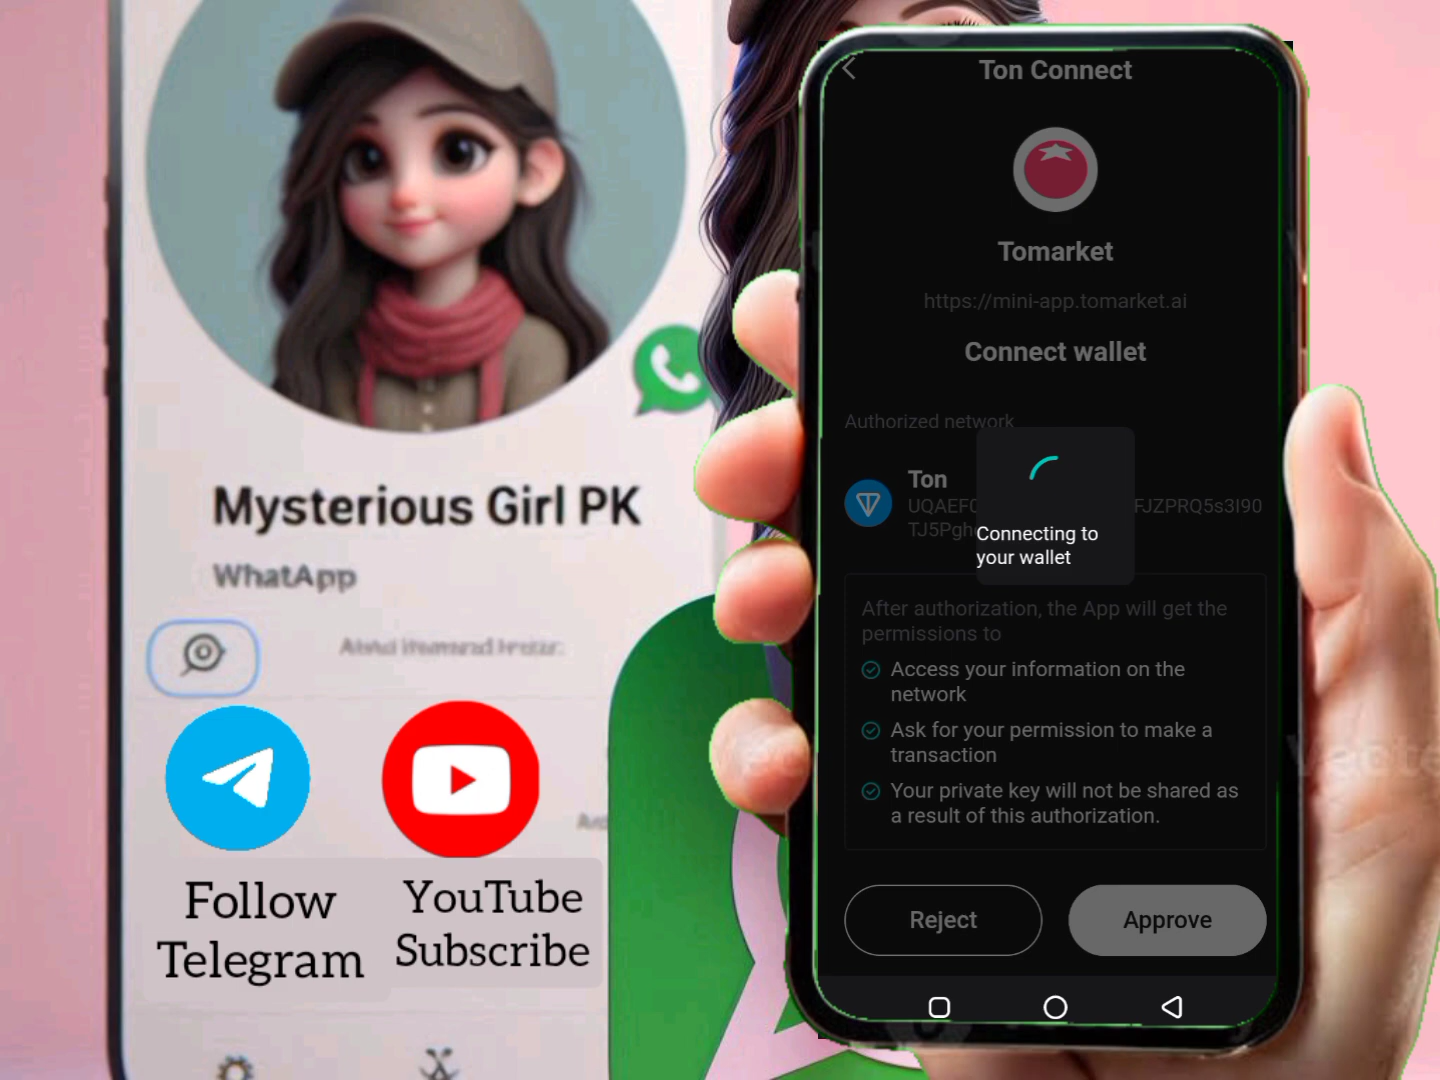 Mysterious Girl PK
WhatApp
Follow
Telegram
YouTube
Subscribe
Ton Connect
Tomarket
https://mini-app.tomarket.ai
Connect wallet
Authorized network
Ton
FJZPRQ5s3I90
TJ5Pgh
Connecting to
your wallet
After authorization, the App will get the
permissions to
Access your information on the
network
Ask for your permission to make a
transaction
Your private key will not be shared as
a result of this authorization.
Reject
Approve